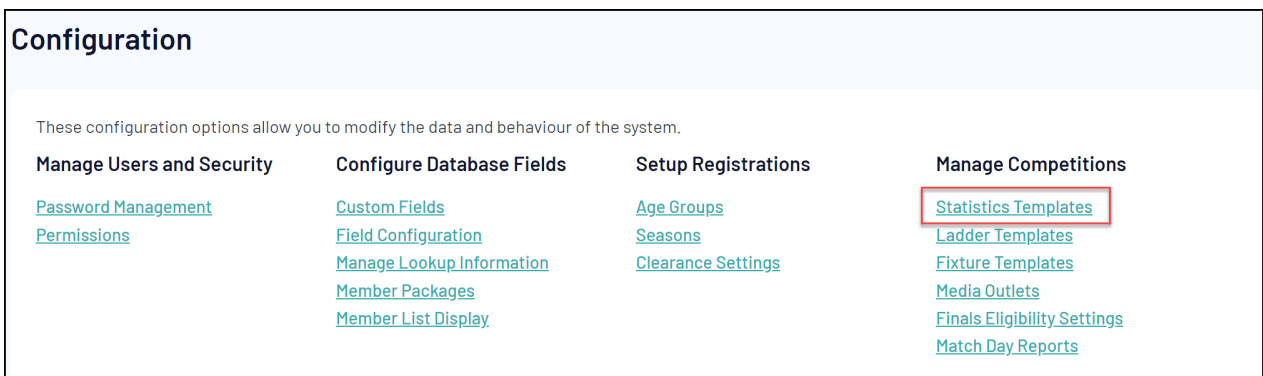 Configuration
These configuration options allow you to modify the data and behaviour of the system.
Manage Users and Security
Password Management
Permissions
Configure Database Fields
Custom Fields
Field Configuration
Manage Lookup Information
Member Packages
Member List Display
Setup Registrations
Age Groups
Seasons
Clearance Settings
Manage Competitions
Statistics Templates
Ladder Templates
Fixture Templates
Media Outlets
Finals Eligibility Settings
Match Day Reports